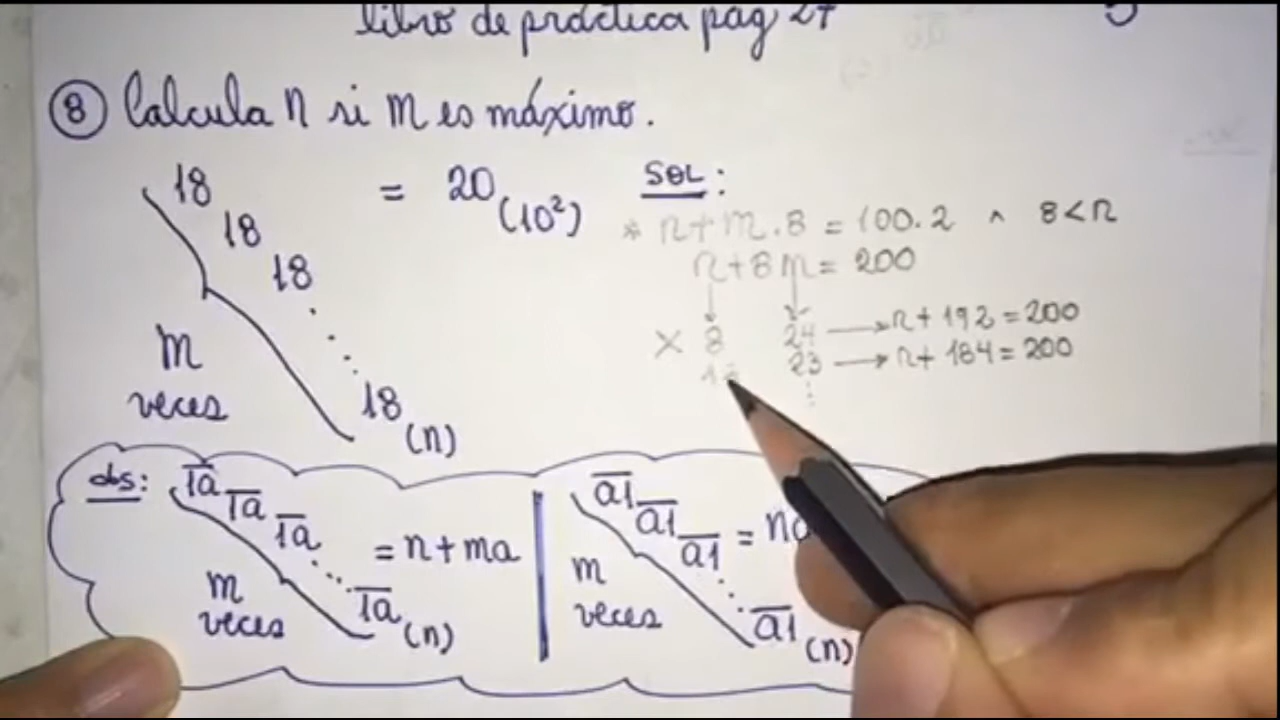 libro de práctica pag 27
8 Calcula n si m es máximo.
18 18 18 ... 18 (n) = 20 (10²)
m veces
SOL:
* n+m.8 = 100.2 ^ 8<n
n+8m = 200
x 8 24 → n + 192 = 200
16 23 → n + 184 = 200
obs:
1a 1a 1a ... 1a (n) = n + ma
m veces
a1 a1 a1 ... a1 (n) =
m veces